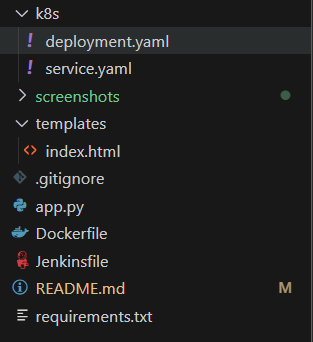 k8s
deployment.yaml
service.yaml
screenshots
templates
index.html
.gitignore
app.py
Dockerfile
Jenkinsfile
README.md M
requirements.txt